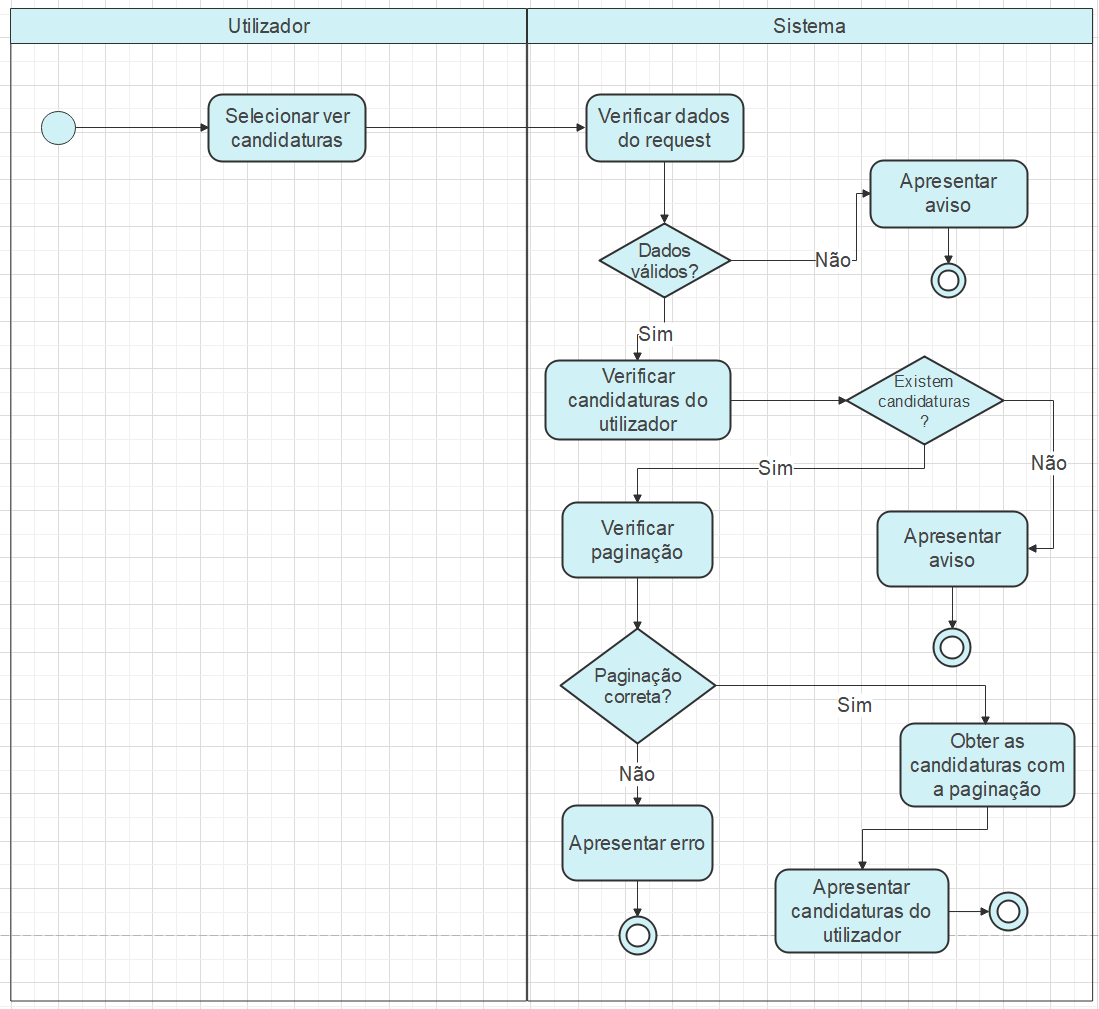 Utilizador
Sistema
Selecionar ver
candidaturas
Verificar dados
do request
Apresentar
aviso
Dados
válidos?
Não
Sim
Verificar
candidaturas do
utilizador
Existem
candidaturas
?
Sim
Não
Verificar
paginação
Apresentar
aviso
Paginação
correta?
Sim
Obter as
candidaturas com
a paginação
Não
Apresentar erro
Apresentar
candidaturas do
utilizador